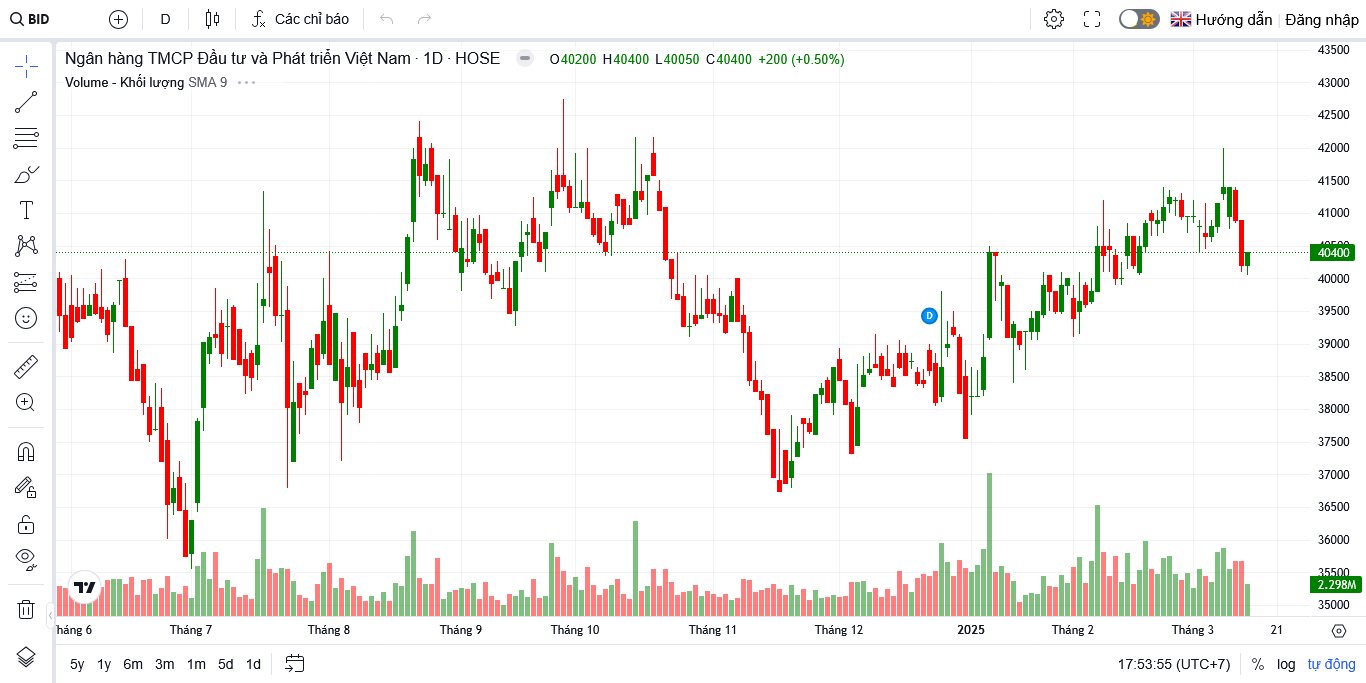 BID D Các chỉ báo Hướng dẫn Đăng nhập
Ngân hàng TMCP Đầu tư và Phát triển Việt Nam · 1D · HOSE O40200 H40400 L40050 C40400 +200 (+0.50%)
Volume - Khối lượng SMA 9
43500
43000
42500
42000
41500
41000
40500
40400
40000
39500
39000
38500
38000
37500
37000
36500
36000
35500
2.298M
35000
D
háng 6 Tháng 7 Tháng 8 Tháng 9 Tháng 10 Tháng 11 Tháng 12 2025 Tháng 2 Tháng 3 21
5y 1y 6m 3m 1m 5d 1d 17:53:55 (UTC+7) % log tự động